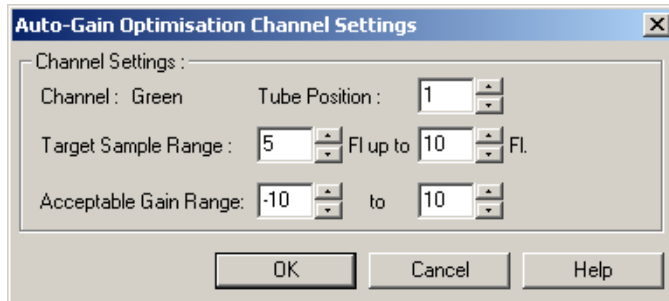 Auto-Gain Optimisation Channel Settings
Channel Settings :
Channel : Green Tube Position : 1
Target Sample Range : 5 Fl up to 10 Fl.
Acceptable Gain Range: -10 to 10
OK Cancel Help